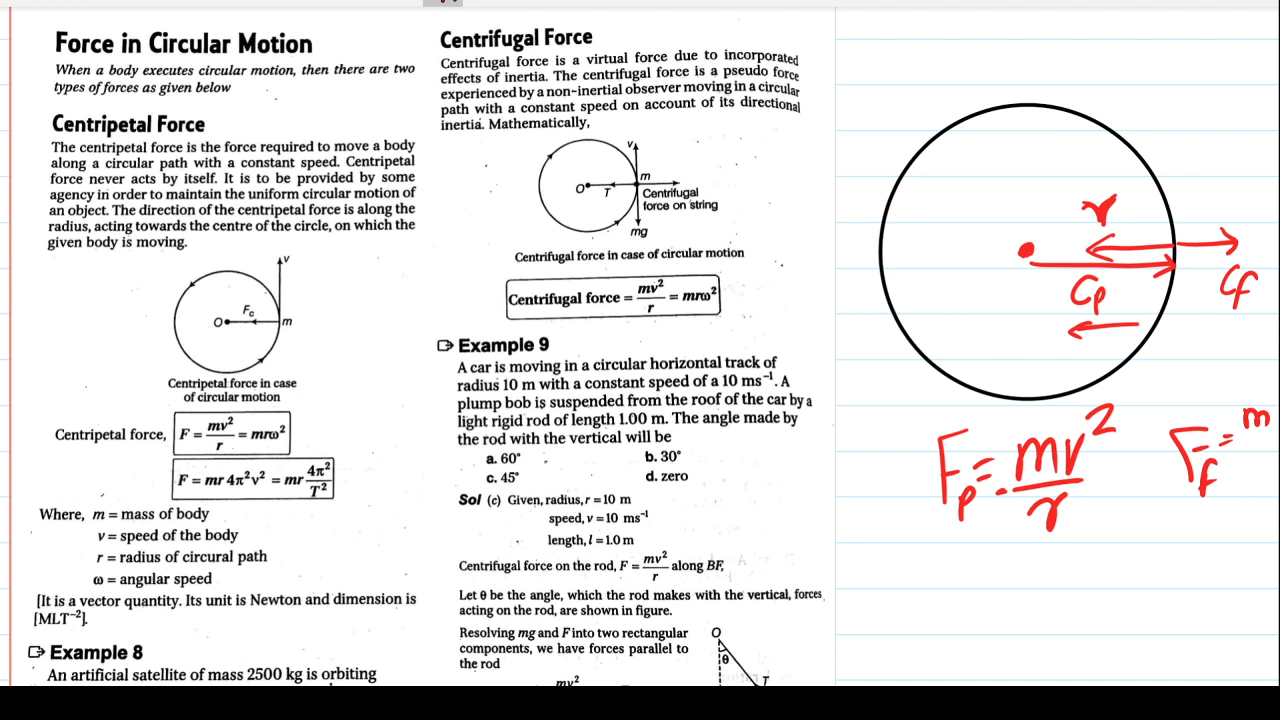 Force in Circular Motion
When a body executes circular motion, then there are two
types of forces as given below
Centripetal Force
The centripetal force is the force required to move a body
along a circular path with a constant speed. Centripetal
force never acts by itself. It is to be provided by some
agency in order to maintain the uniform circular motion of
an object. The direction of the centripetal force is along the
radius, acting towards the centre of the circle, on which the
given body is moving.
v
F_c
O
m
Centripetal force in case
of circular motion
Centripetal force, F = mv²/r = mrω²
F = mr 4π²ν² = mr 4π²/T²
Where, m = mass of body
v = speed of the body
r = radius of circural path
ω = angular speed
[It is a vector quantity. Its unit is Newton and dimension is
[MLT⁻²].
Example 8
An artificial satellite of mass 2500 kg is orbiting
Centrifugal Force
Centrifugal force is a virtual force due to incorporated
effects of inertia. The centrifugal force is a pseudo force
experienced by a non-inertial observer moving in a circular
path with a constant speed on account of its directional
inertia. Mathematically,
v
m
O
T
Centrifugal
force on string
mg
Centrifugal force in case of circular motion
Centrifugal force = mv²/r = mrω²
Example 9
A car is moving in a circular horizontal track of
radius 10 m with a constant speed of a 10 ms⁻¹. A
plump bob is suspended from the roof of the car by a
light rigid rod of length 1.00 m. The angle made by
the rod with the vertical will be
a. 60° b. 30°
c. 45° d. zero
Sol (c) Given, radius, r = 10 m
speed, v = 10 ms⁻¹
length, l = 1.0 m
Centrifugal force on the rod, F = mv²/r along BF,
Let θ be the angle, which the rod makes with the vertical, forces
acting on the rod, are shown in figure.
Resolving mg and F into two rectangular
components, we have forces parallel to
the rod
mv²
O
θ
T
r
Cp
Cf
Fp = mv²/r
Ff = m